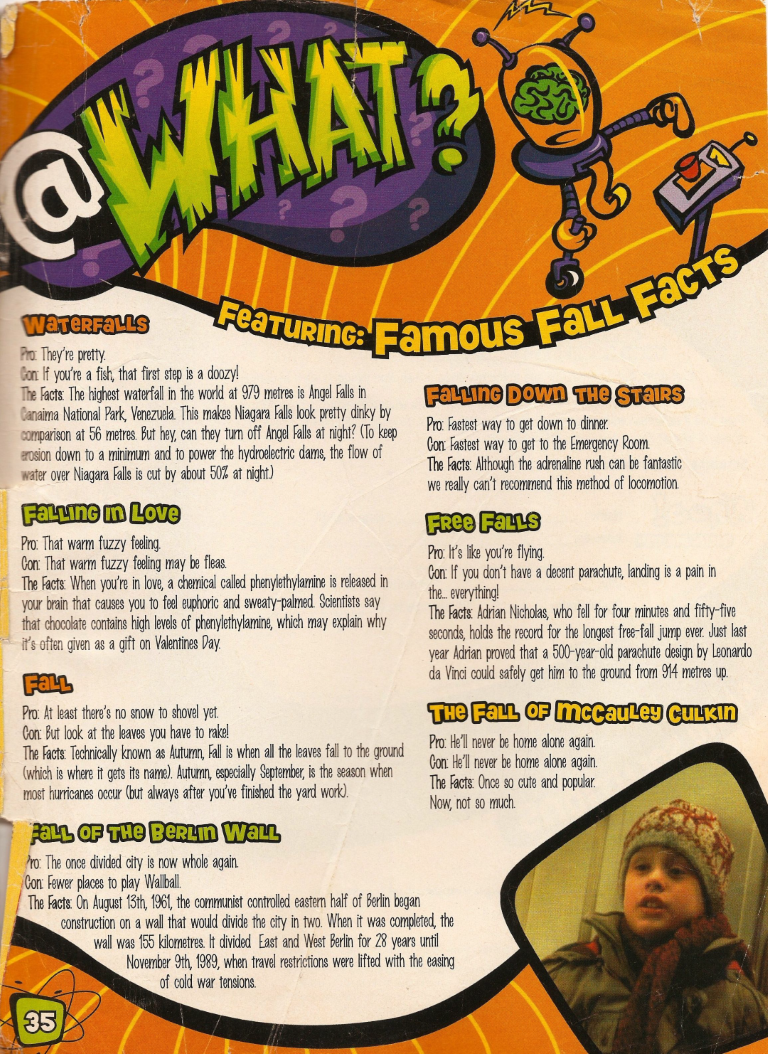 @WHAT?
Featuring: Famous Fall Facts
Waterfalls
Pro: They're pretty.
Con: If you're a fish, that first step is a doozy!
The Facts: The highest waterfall in the world at 979 metres is Angel Falls in
Canaima National Park, Venezuela. This makes Niagara Falls look pretty dinky by
comparison at 56 metres. But hey, can they turn off Angel Falls at night? (To keep
erosion down to a minimum and to power the hydroelectric dams, the flow of
water over Niagara Falls is cut by about 50% at night.)
Falling in Love
Pro: That warm fuzzy feeling.
Con: That warm fuzzy feeling may be fleas.
The Facts: When you're in love, a chemical called phenylethylamine is released in
your brain that causes you to feel euphoric and sweaty-palmed. Scientists say
that chocolate contains high levels of phenylethylamine, which may explain why
it's often given as a gift on Valentines Day.
Fall
Pro: At least there's no snow to shovel yet.
Con: But look at the leaves you have to rake!
The Facts: Technically known as Autumn, Fall is when all the leaves fall to the ground
(which is where it gets its name). Autumn, especially September, is the season when
most hurricanes occur (but always after you've finished the yard work).
Fall of the Berlin Wall
Pro: The once divided city is now whole again.
Con: Fewer places to play Wallball.
The Facts: On August 13th, 1961, the communist controlled eastern half of Berlin began
construction on a wall that would divide the city in two. When it was completed, the
wall was 155 kilometres. It divided East and West Berlin for 28 years until
November 9th, 1989, when travel restrictions were lifted with the easing
of cold war tensions.
Falling Down the Stairs
Pro: Fastest way to get down to dinner.
Con: Fastest way to get to the Emergency Room.
The Facts: Although the adrenaline rush can be fantastic
we really can't recommend this method of locomotion.
Free Falls
Pro: It's like you're flying.
Con: If you don't have a decent parachute, landing is a pain in
the... everything!
The Facts: Adrian Nicholas, who fell for four minutes and fifty-five
seconds, holds the record for the longest free-fall jump ever. Just last
year Adrian proved that a 500-year-old parachute design by Leonardo
da Vinci could safely get him to the ground from 914 metres up.
The Fall of McCauley Culkin
Pro: He'll never be home alone again.
Con: He'll never be home alone again.
The Facts: Once so cute and popular.
Now, not so much.
35